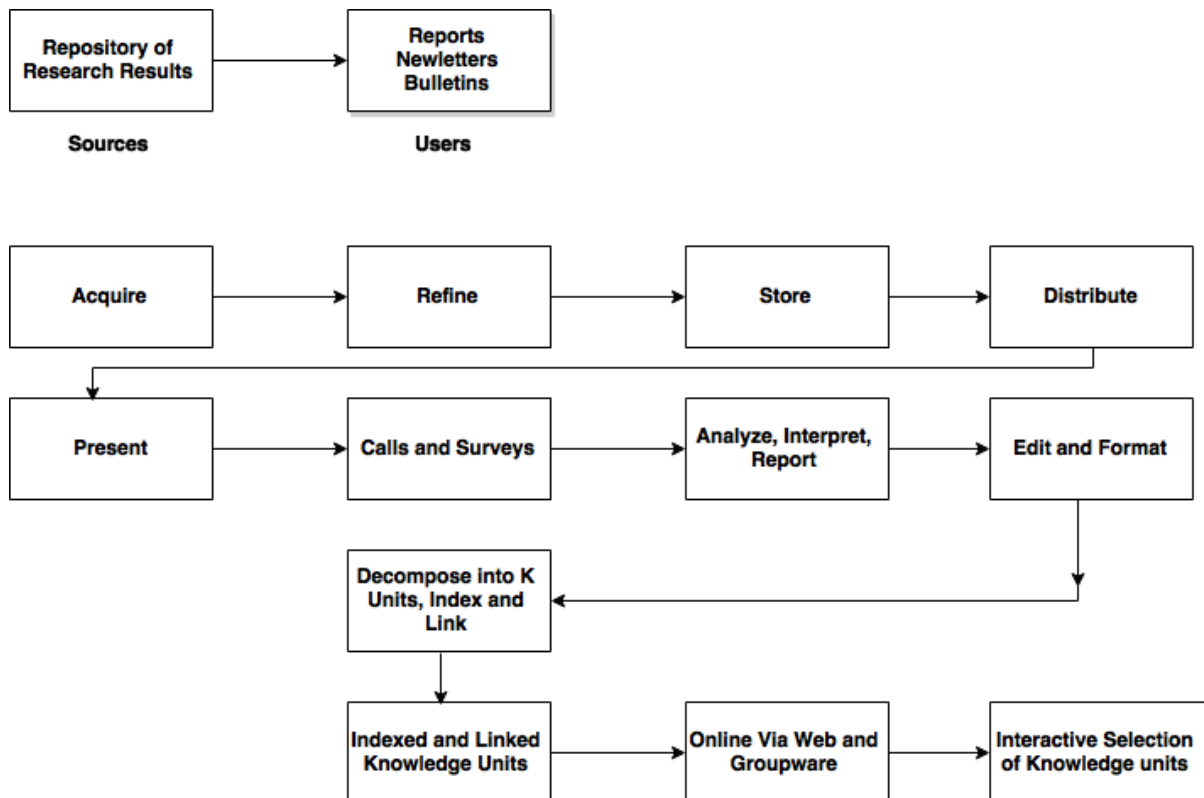 Repository of
Research Results
Reports
Newletters
Bulletins
Sources
Users
Acquire
Refine
Store
Distribute
Present
Calls and Surveys
Analyze, Interpret,
Report
Edit and Format
Decompose into K
Units, Index and
Link
Indexed and Linked
Knowledge Units
Online Via Web and
Groupware
Interactive Selection
of Knowledge units